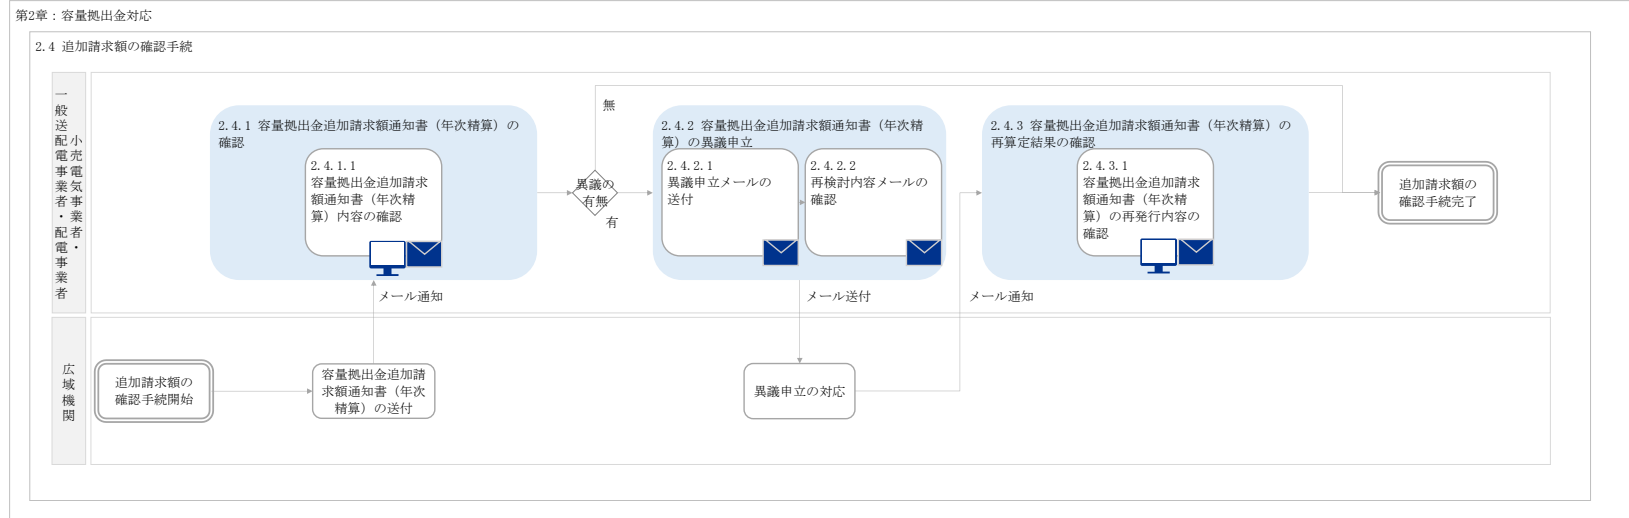 第2章：容量拠出金対応
2.4 追加請求額の確認手続
小売電気事業者・
一般送配電事業者・配電事業者
2.4.1 容量拠出金追加請求額通知書（年次精算）の
確認
2.4.1.1
容量拠出金追加請求
額通知書（年次精
算）内容の確認
異議の
有無
無
有
2.4.2 容量拠出金追加請求額通知書（年次精
算）の異議申立
2.4.2.1
異議申立メールの
送付
2.4.2.2
再検討内容メールの
確認
2.4.3 容量拠出金追加請求額通知書（年次精算）の
再算定結果の確認
2.4.3.1
容量拠出金追加請求
額通知書（年次精
算）の再発行内容の
確認
追加請求額の
確認手続完了
メール通知
メール送付
メール通知
広域機関
追加請求額の
確認手続開始
容量拠出金追加請
求額通知書（年次
精算）の送付
異議申立の対応